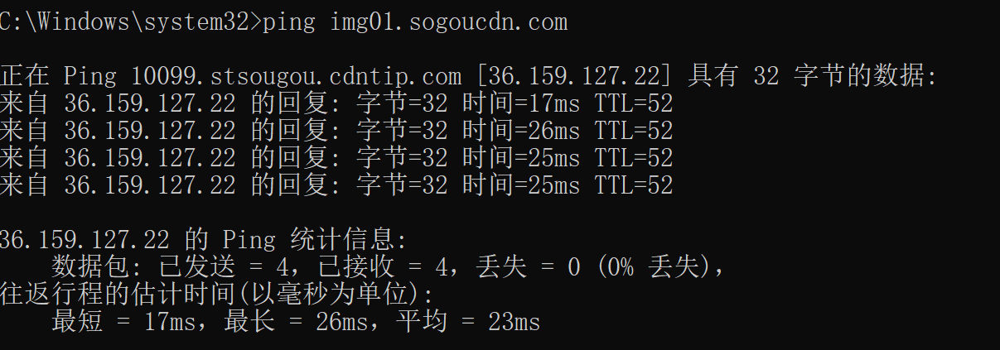 C:\Windows\system32>ping img01.sogoucdn.com
正在 Ping 10099.stsougou.cdntip.com [36.159.127.22] 具有 32 字节的数据:
来自 36.159.127.22 的回复: 字节=32 时间=17ms TTL=52
来自 36.159.127.22 的回复: 字节=32 时间=26ms TTL=52
来自 36.159.127.22 的回复: 字节=32 时间=25ms TTL=52
来自 36.159.127.22 的回复: 字节=32 时间=25ms TTL=52
36.159.127.22 的 Ping 统计信息:
数据包: 已发送 = 4，已接收 = 4，丢失 = 0 (0% 丢失)，
往返行程的估计时间(以毫秒为单位):
最短 = 17ms，最长 = 26ms，平均 = 23ms